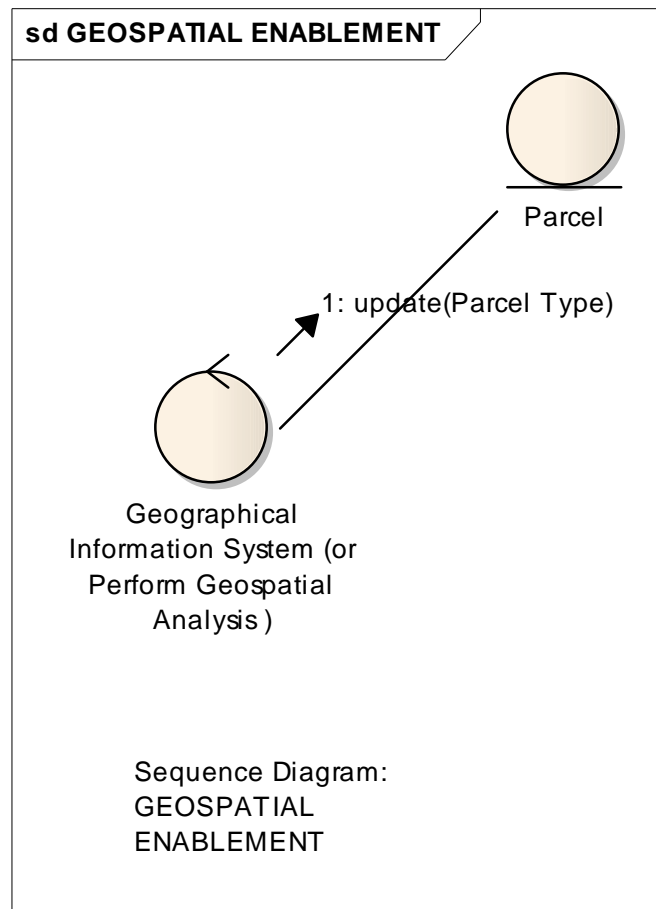 sd GEOSPATIAL ENABLEMENT
Parcel
1: update(Parcel Type)
Geographical
Information System (or
Perform Geospatial
Analysis )
Sequence Diagram:
GEOSPATIAL
ENABLEMENT